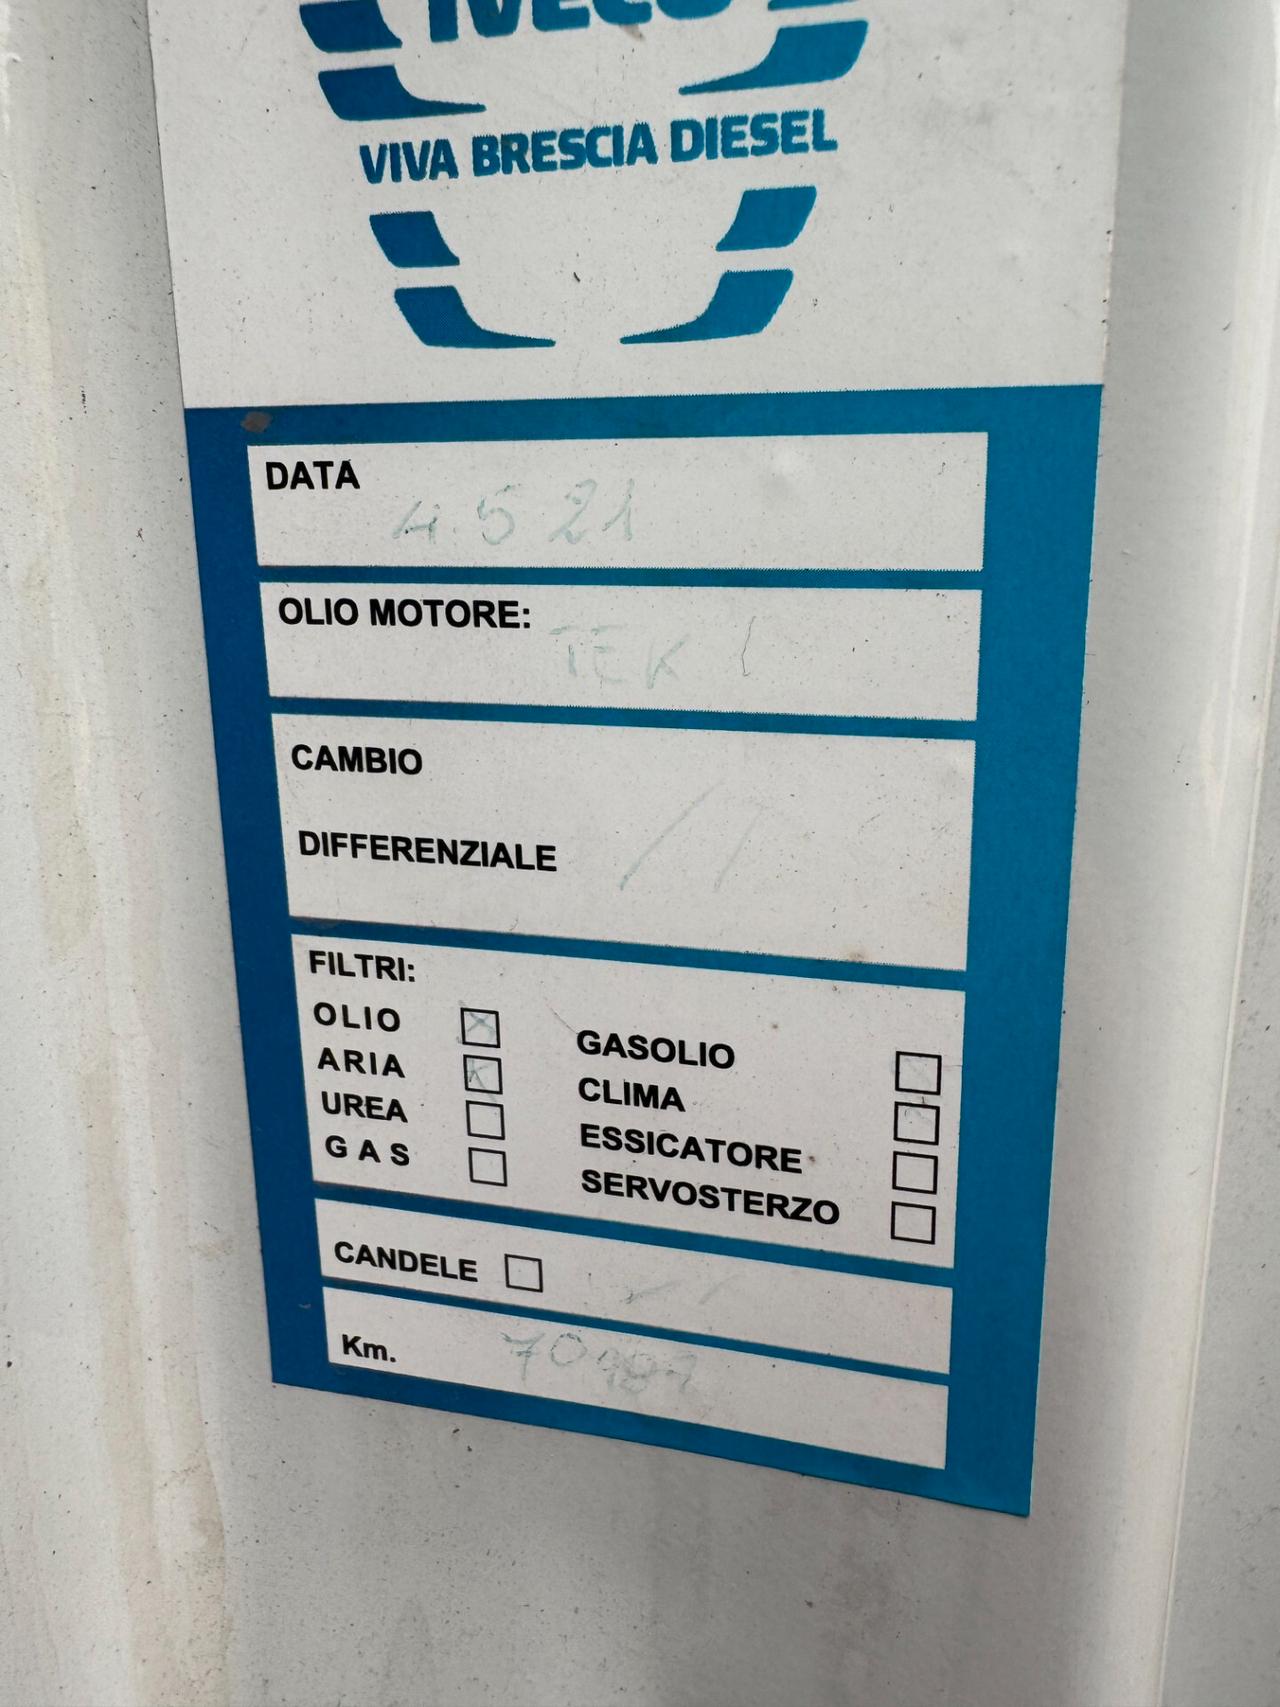 IVECO
VIVA BRESCIA DIESEL
DATA
4 5 21
OLIO MOTORE:
TEK
CAMBIO
DIFFERENZIALE
FILTRI:
OLIO
ARIA
UREA
GAS
GASOLIO
CLIMA
ESSICATORE
SERVOSTERZO
CANDELE
Km.